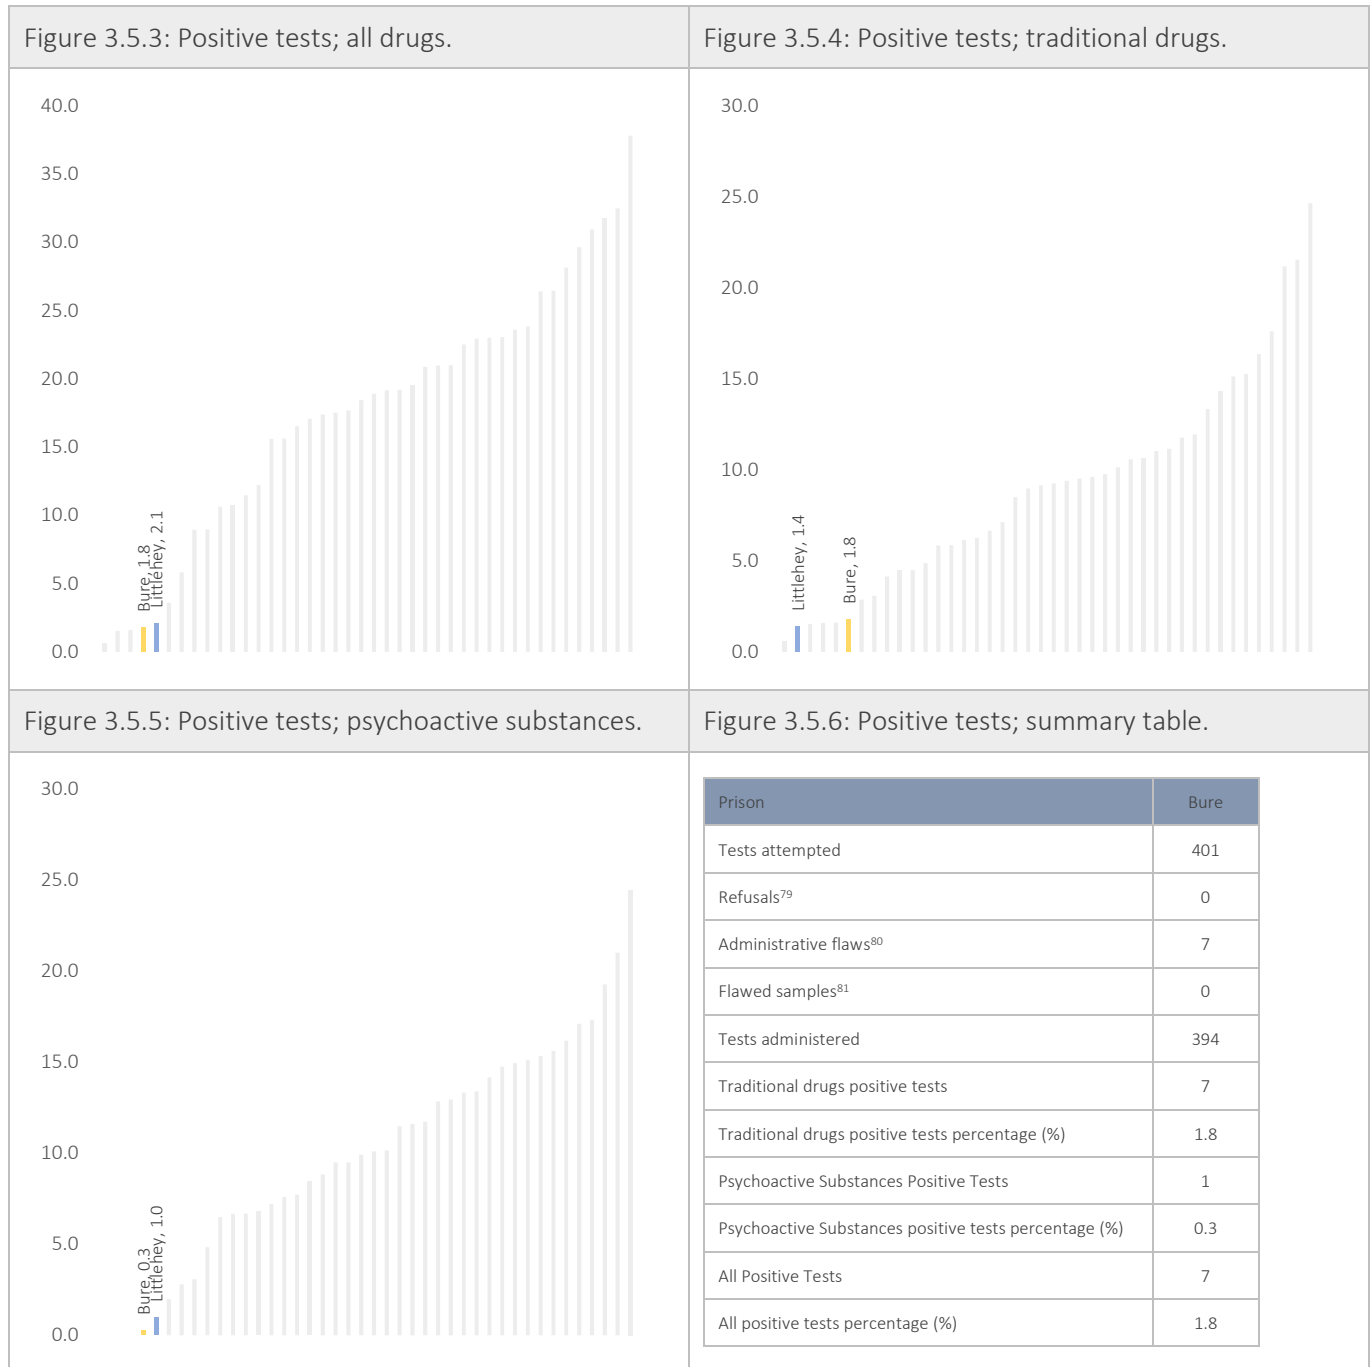 Figure 3.5.3: Positive tests; all drugs.
40.0
35.0
30.0
25.0
20.0
15.0
10.0
5.0
0.0
Bure, 1.8
Littlehey, 2.1
Figure 3.5.4: Positive tests; traditional drugs.
30.0
25.0
20.0
15.0
10.0
5.0
0.0
Littlehey, 1.4
Bure, 1.8
Figure 3.5.5: Positive tests; psychoactive substances.
30.0
25.0
20.0
15.0
10.0
5.0
0.0
Bure, 0.3
Littlehey, 1.0
Figure 3.5.6: Positive tests; summary table.
Prison Bure
Tests attempted 401
Refusals⁷⁹ 0
Administrative flaws⁸⁰ 7
Flawed samples⁸¹ 0
Tests administered 394
Traditional drugs positive tests 7
Traditional drugs positive tests percentage (%) 1.8
Psychoactive Substances Positive Tests 1
Psychoactive Substances positive tests percentage (%) 0.3
All Positive Tests 7
All positive tests percentage (%) 1.8